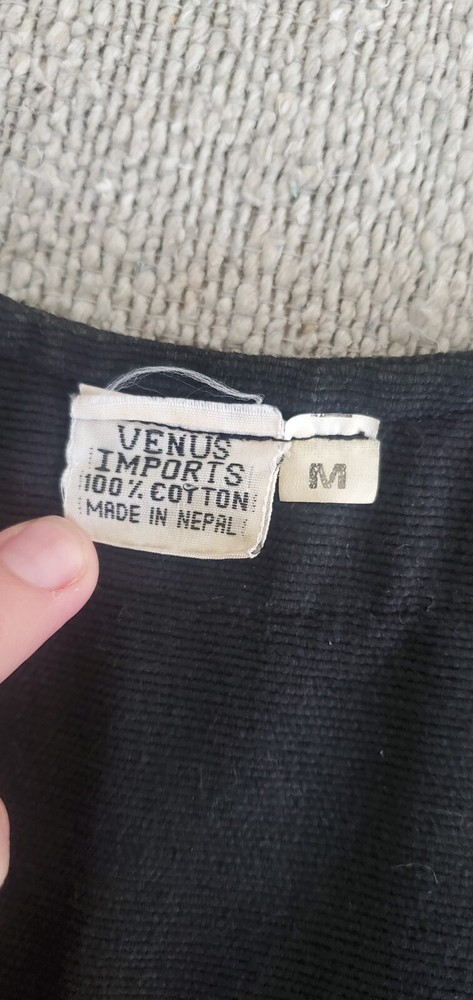 VENUS
IMPORTS
100% COTTON
MADE IN NEPAL
M